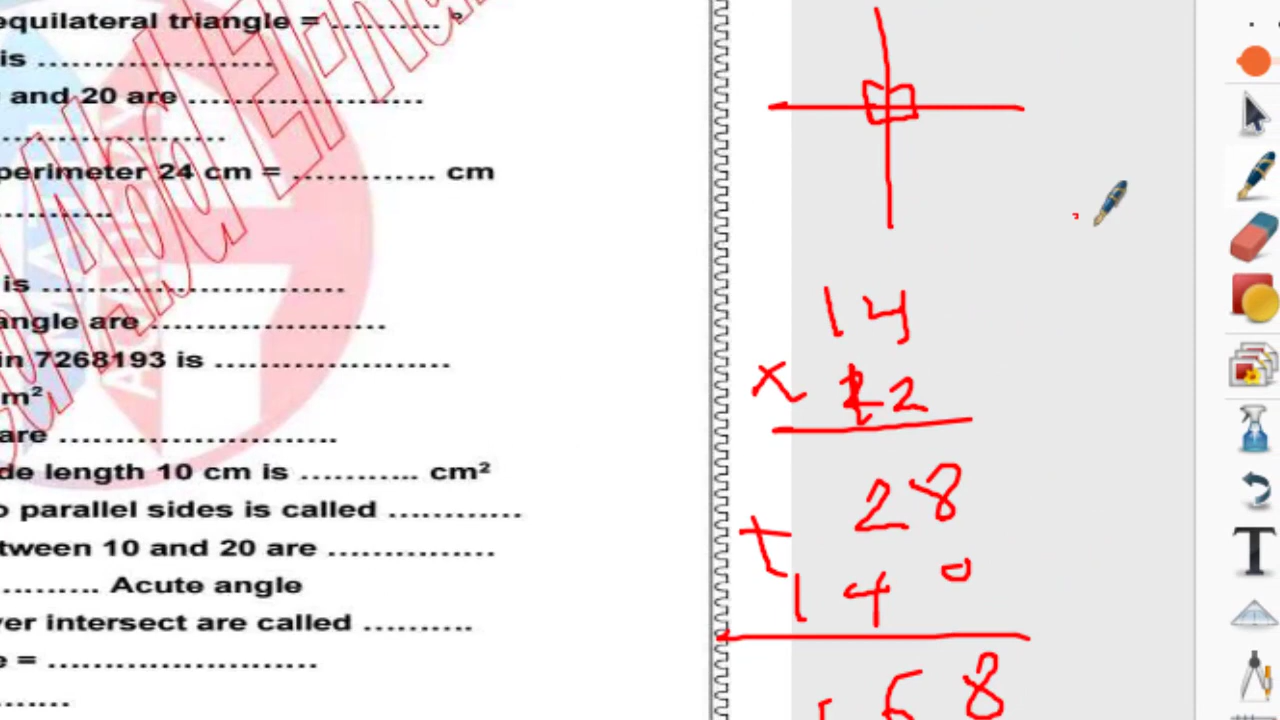 equilateral triangle = ........... °
is ........................
and 20 are ........................
........................
perimeter 24 cm = .............. cm
............
is ..............................
angle are ........................
in 7268193 is ........................
m²
are ............................
de length 10 cm is ........... cm²
o parallel sides is called ............
tween 10 and 20 are ...............
........... Acute angle
ver intersect are called ..........
e = ...........................
.......
14
× 12
28
+ 140
168
T